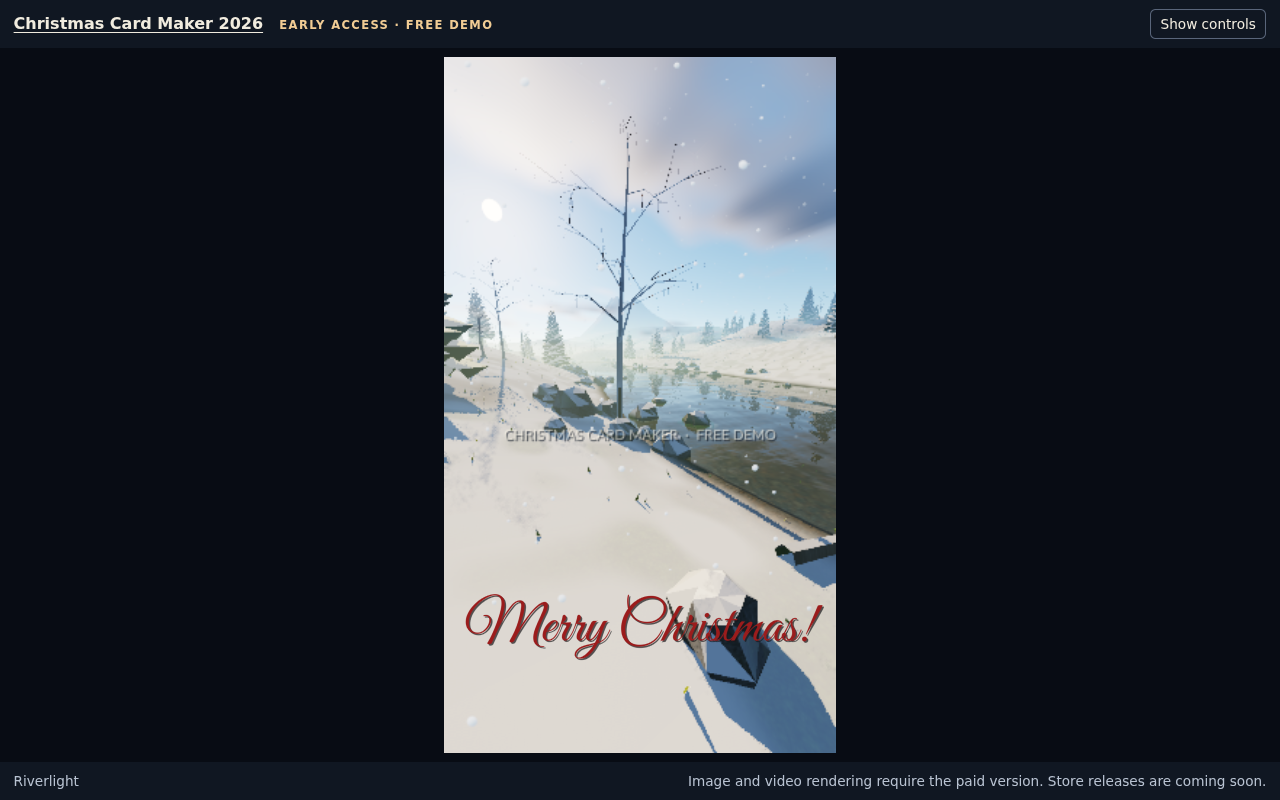 Christmas Card Maker 2026 EARLY ACCESS · FREE DEMO Show controls
CHRISTMAS CARD MAKER · FREE DEMO
Merry Christmas!
Riverlight Image and video rendering require the paid version. Store releases are coming soon.